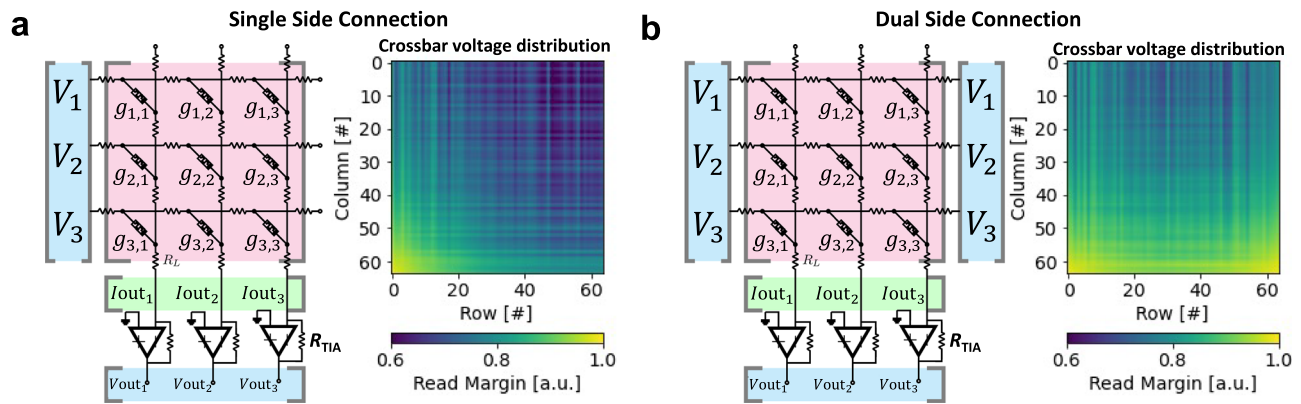 a
Single Side Connection
Crossbar voltage distribution
V1
V2
V3
g1,1 g1,2 g1,3
g2,1 g2,2 g2,3
g3,1 g3,2 g3,3
RL
Iout1 Iout2 Iout3
RTIA
Vout1 Vout2 Vout3
Column [#]
0
10
20
30
40
50
60
0 20 40 60
Row [#]
0.6 0.8 1.0
Read Margin [a.u.]
b
Dual Side Connection
Crossbar voltage distribution
V1
V2
V3
g1,1 g1,2 g1,3
g2,1 g2,2 g2,3
g3,1 g3,2 g3,3
RL
V1
V2
V3
Iout1 Iout2 Iout3
RTIA
Vout1 Vout2 Vout3
Column [#]
0
10
20
30
40
50
60
0 20 40 60
Row [#]
0.6 0.8 1.0
Read Margin [a.u.]